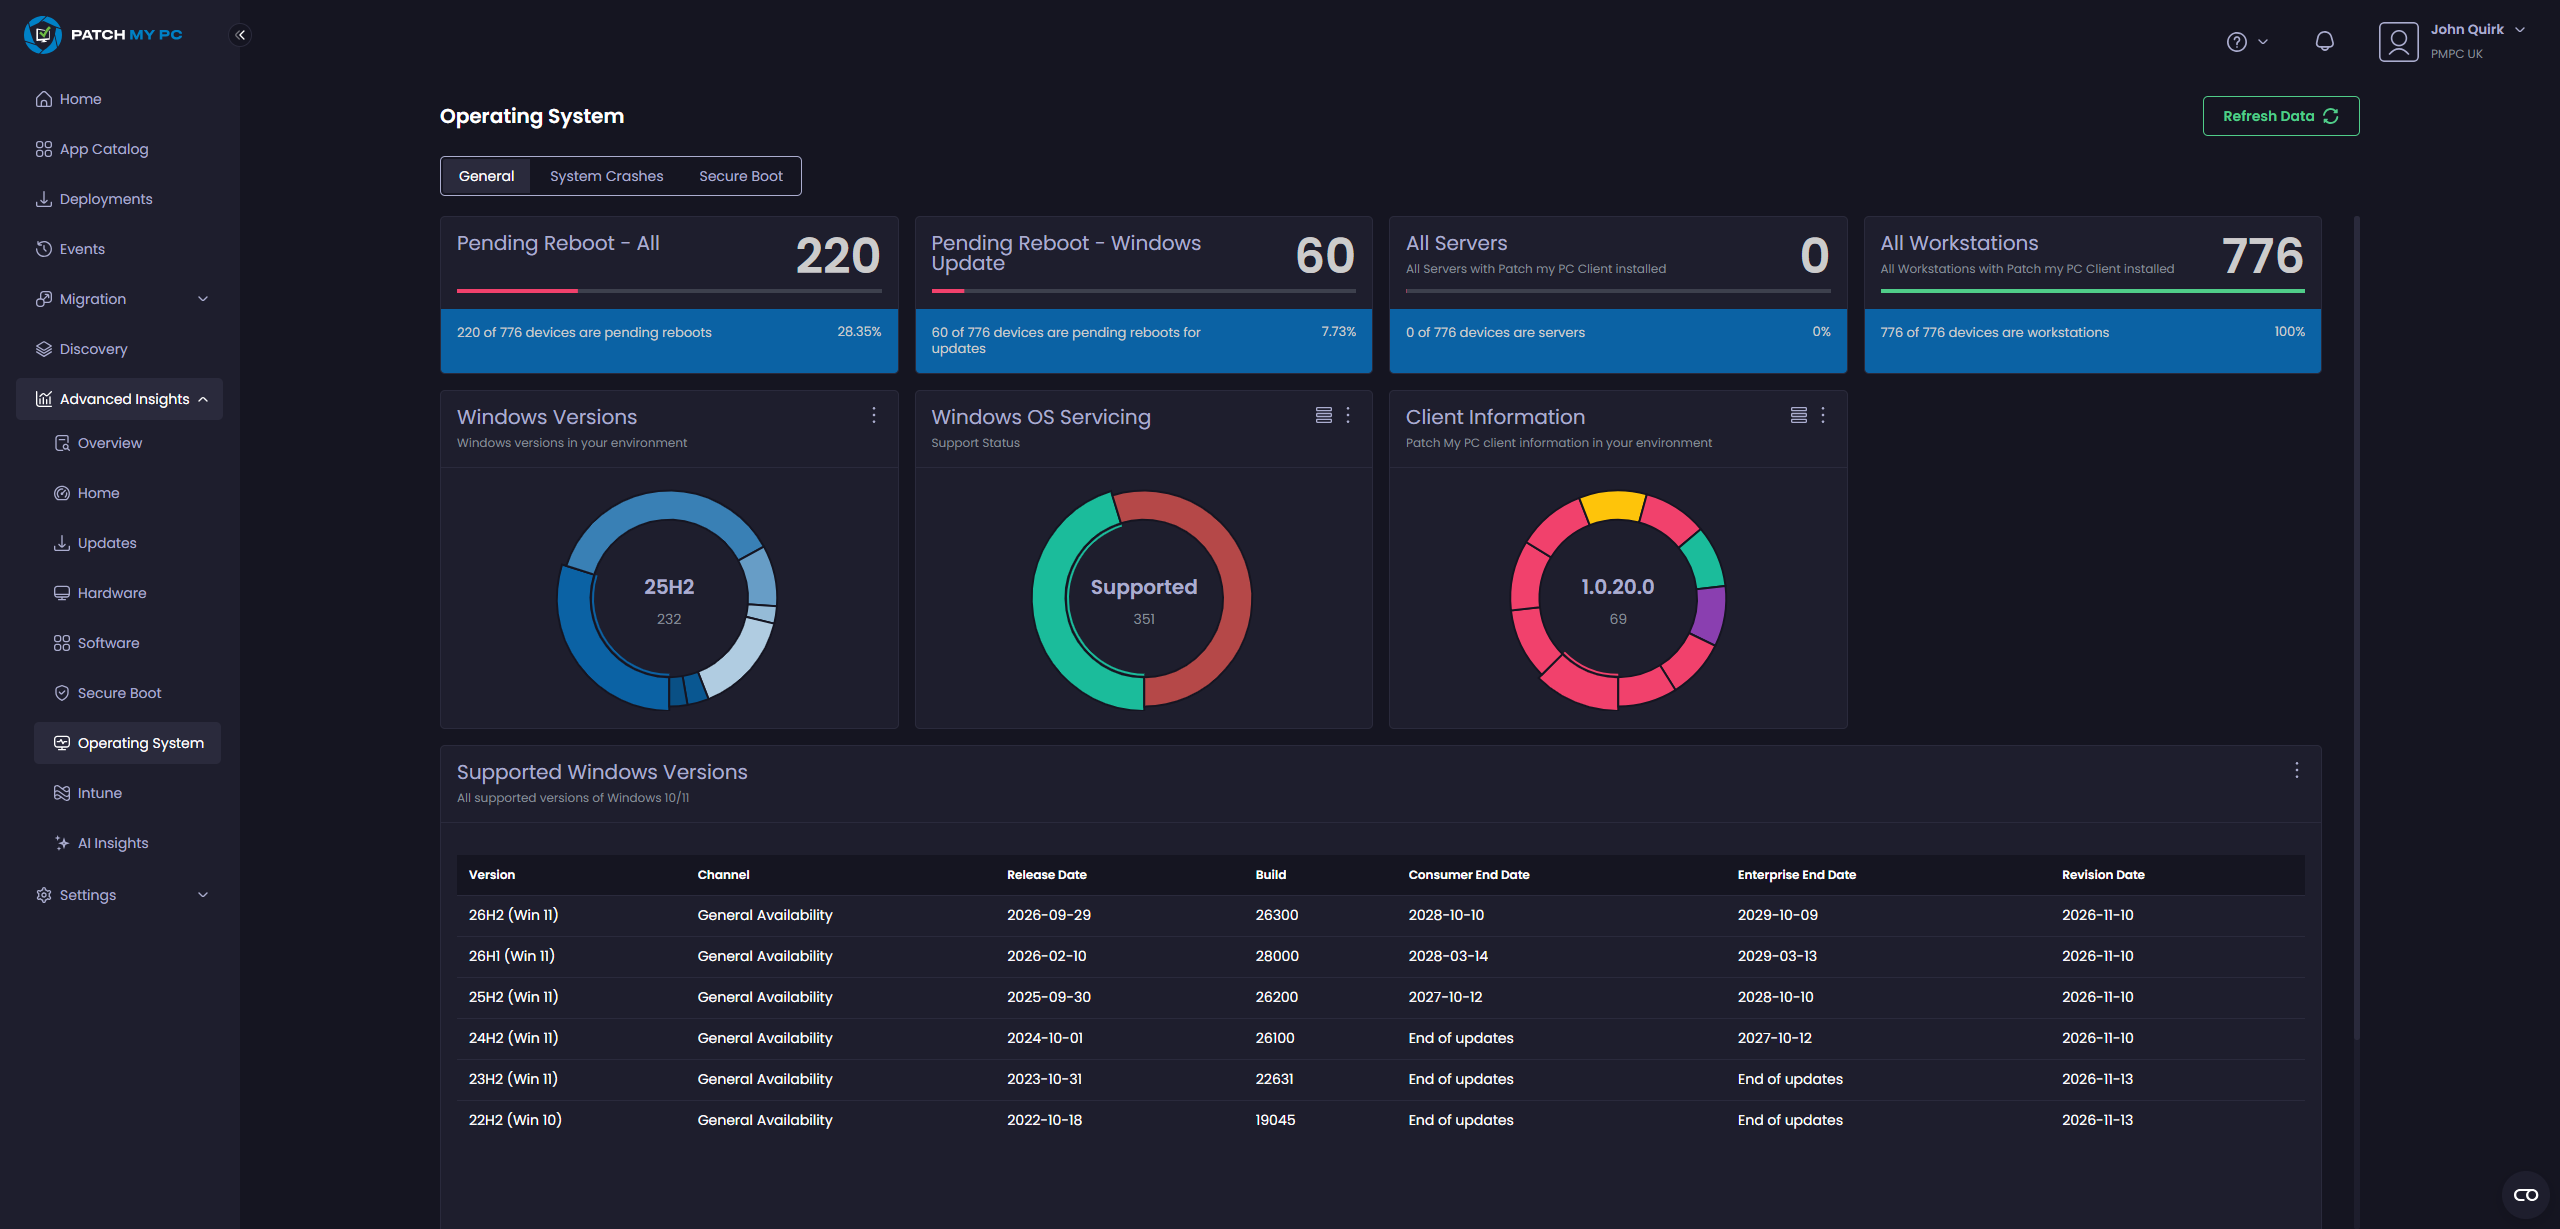 PATCH MY PC
John Quirk
PMPC UK
Home
App Catalog
Deployments
Events
Migration
Discovery
Advanced Insights
Overview
Home
Updates
Hardware
Software
Secure Boot
Operating System
Intune
AI Insights
Settings
Operating System
Refresh Data
General
System Crashes
Secure Boot
Pending Reboot - All
220
220 of 776 devices are pending reboots
28.35%
Pending Reboot - Windows
Update
60
60 of 776 devices are pending reboots for
updates
7.73%
All Servers
All Servers with Patch my PC Client installed
0
0 of 776 devices are servers
0%
All Workstations
All Workstations with Patch my PC Client installed
776
776 of 776 devices are workstations
100%
Windows Versions
Windows versions in your environment
25H2
232
Windows OS Servicing
Support Status
Supported
351
Client Information
Patch My PC client information in your environment
1.0.20.0
69
Supported Windows Versions
All supported versions of Windows 10/11
Version Channel Release Date Build Consumer End Date Enterprise End Date Revision Date
26H2 (Win 11) General Availability 2026-09-29 26300 2028-10-10 2029-10-09 2026-11-10
26H1 (Win 11) General Availability 2026-02-10 28000 2028-03-14 2029-03-13 2026-11-10
25H2 (Win 11) General Availability 2025-09-30 26200 2027-10-12 2028-10-10 2026-11-10
24H2 (Win 11) General Availability 2024-10-01 26100 End of updates 2027-10-12 2026-11-10
23H2 (Win 11) General Availability 2023-10-31 22631 End of updates End of updates 2026-11-13
22H2 (Win 10) General Availability 2022-10-18 19045 End of updates End of updates 2026-11-13